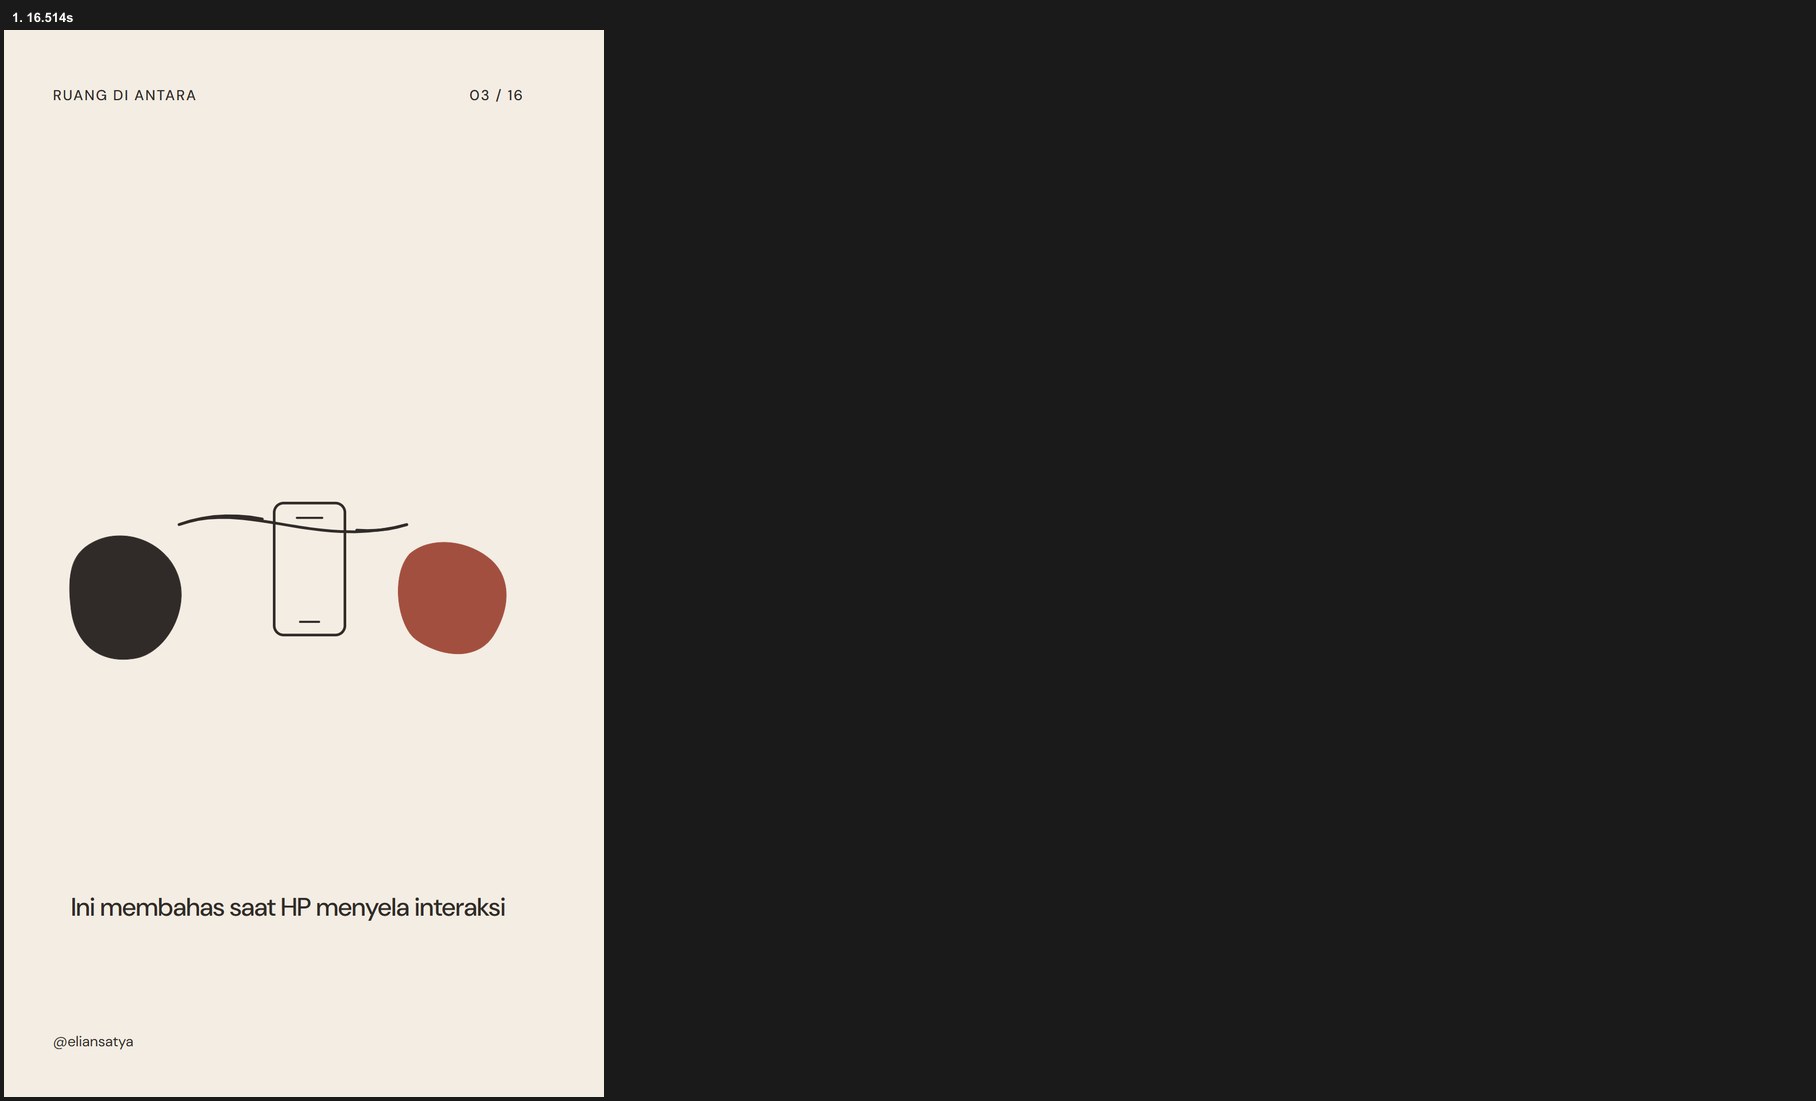 1. 16.514s
RUANG DI ANTARA
03 / 16
Ini membahas saat HP menyela interaksi
@eliansatya